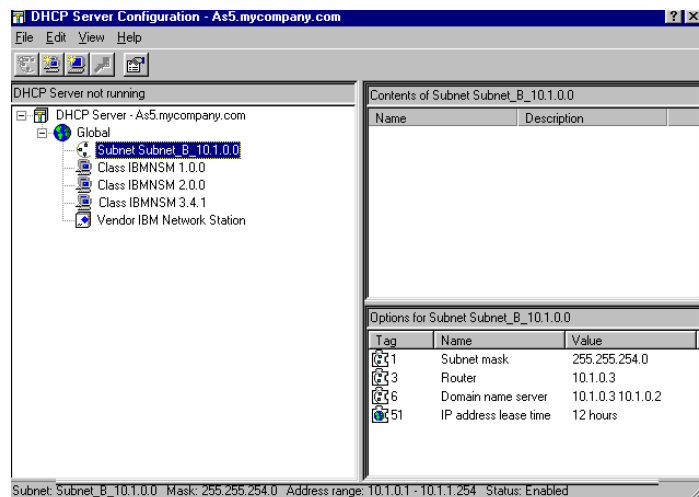 DHCP Server Configuration - As5.mycompany.com
File Edit View Help
DHCP Server not running
DHCP Server - As5.mycompany.com
Global
Subnet Subnet_B_10.1.0.0
Class IBMNSM 1.0.0
Class IBMNSM 2.0.0
Class IBMNSM 3.4.1
Vendor IBM Network Station
Contents of Subnet Subnet_B_10.1.0.0
Name Description
Options for Subnet Subnet_B_10.1.0.0
Tag Name Value
1 Subnet mask 255.255.254.0
3 Router 10.1.0.3
6 Domain name server 10.1.0.3 10.1.0.2
51 IP address lease time 12 hours
Subnet: Subnet_B_10.1.0.0 Mask: 255.255.254.0 Address range: 10.1.0.1 - 10.1.1.254 Status: Enabled